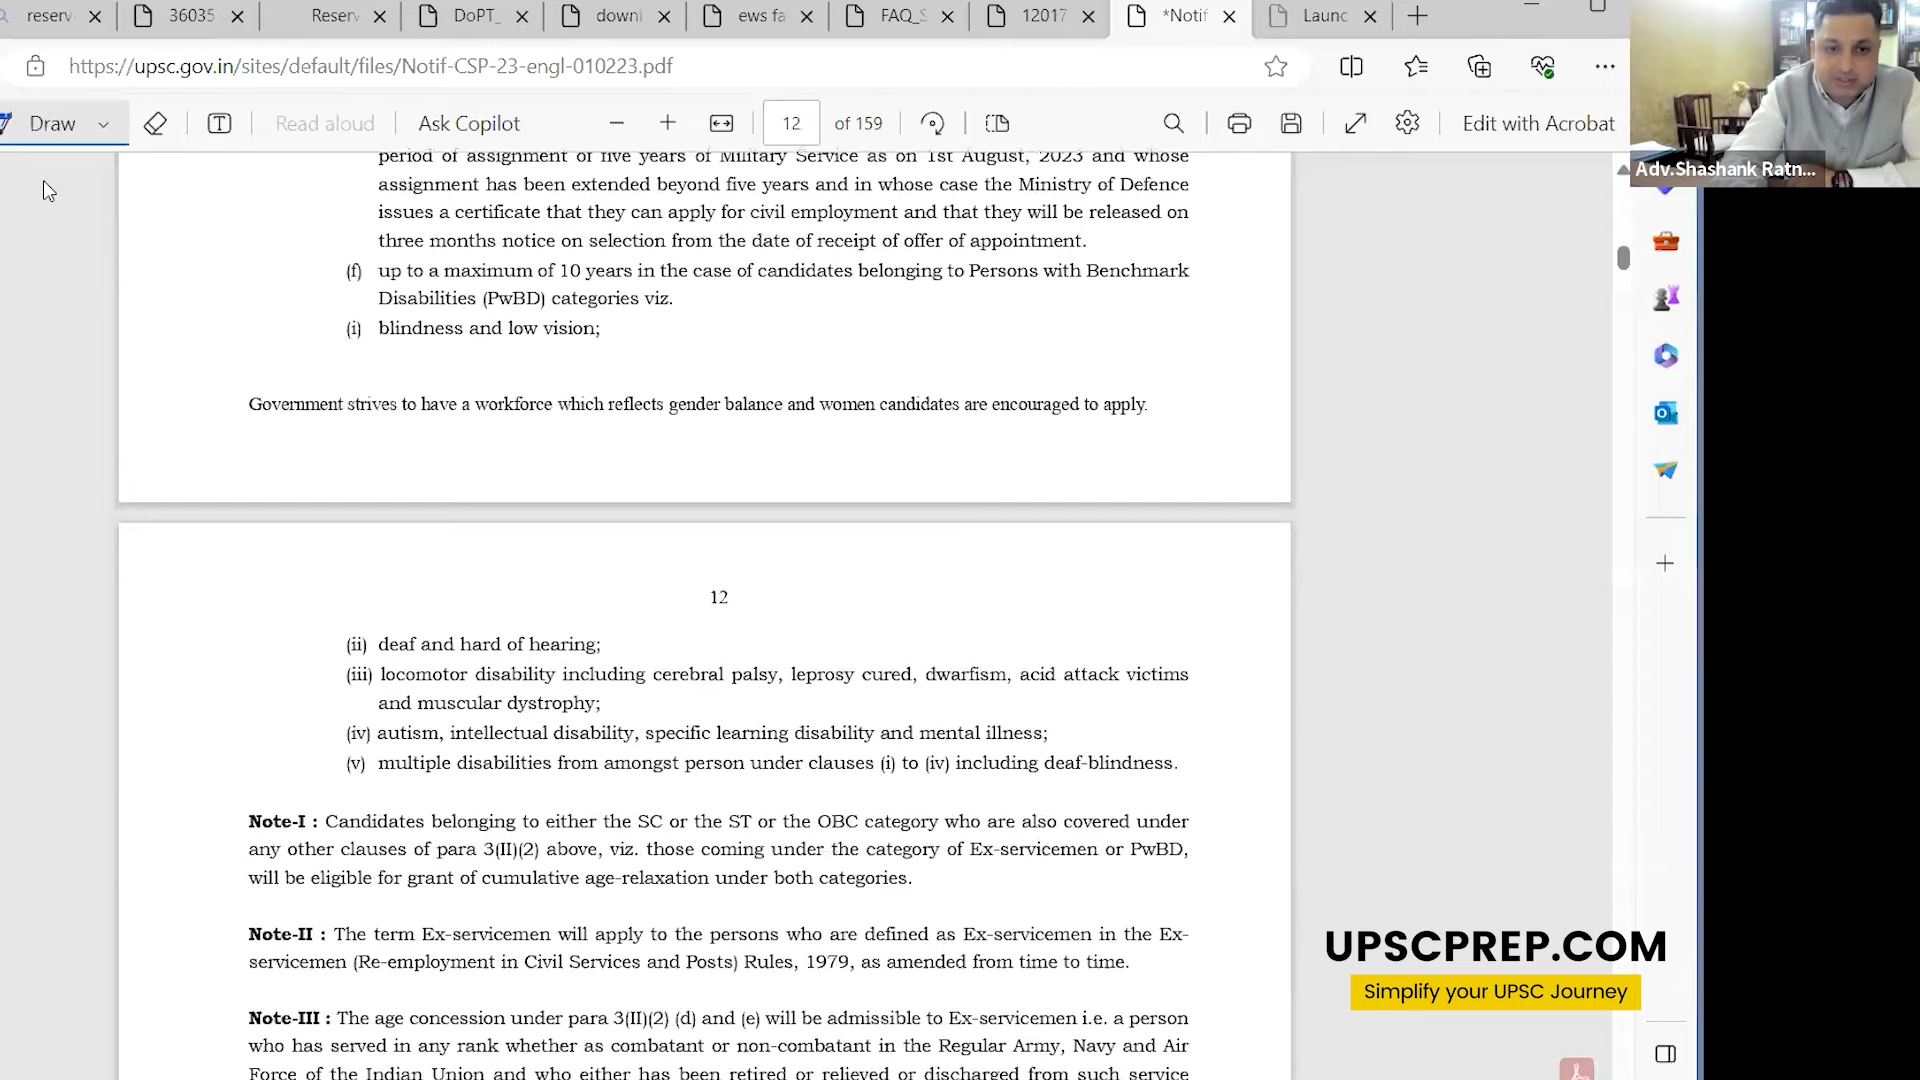 reserv
36035
Reserv
DoPT_
downl
ews fa
FAQ_S
12017
*Notif
Launc
https://upsc.gov.in/sites/default/files/Notif-CSP-23-engl-010223.pdf
Draw
Read aloud
Ask Copilot
12
of 159
Edit with Acrobat
Adv.Shashank Ratn...
period of assignment of five years of Military Service as on 1st August, 2023 and whose
assignment has been extended beyond five years and in whose case the Ministry of Defence
issues a certificate that they can apply for civil employment and that they will be released on
three months notice on selection from the date of receipt of offer of appointment.
(f) up to a maximum of 10 years in the case of candidates belonging to Persons with Benchmark
Disabilities (PwBD) categories viz.
(i) blindness and low vision;
Government strives to have a workforce which reflects gender balance and women candidates are encouraged to apply.
12
(ii) deaf and hard of hearing;
(iii) locomotor disability including cerebral palsy, leprosy cured, dwarfism, acid attack victims
and muscular dystrophy;
(iv) autism, intellectual disability, specific learning disability and mental illness;
(v) multiple disabilities from amongst person under clauses (i) to (iv) including deaf-blindness.
Note-I : Candidates belonging to either the SC or the ST or the OBC category who are also covered under
any other clauses of para 3(II)(2) above, viz. those coming under the category of Ex-servicemen or PwBD,
will be eligible for grant of cumulative age-relaxation under both categories.
Note-II : The term Ex-servicemen will apply to the persons who are defined as Ex-servicemen in the Ex-
servicemen (Re-employment in Civil Services and Posts) Rules, 1979, as amended from time to time.
Note-III : The age concession under para 3(II)(2) (d) and (e) will be admissible to Ex-servicemen i.e. a person
who has served in any rank whether as combatant or non-combatant in the Regular Army, Navy and Air
Force of the Indian Union and who either has been retired or relieved or discharged from such service
UPSCPREP.COM
Simplify your UPSC Journey